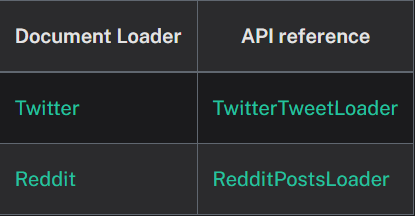 Document Loader API reference
Twitter TwitterTweetLoader
Reddit RedditPostsLoader